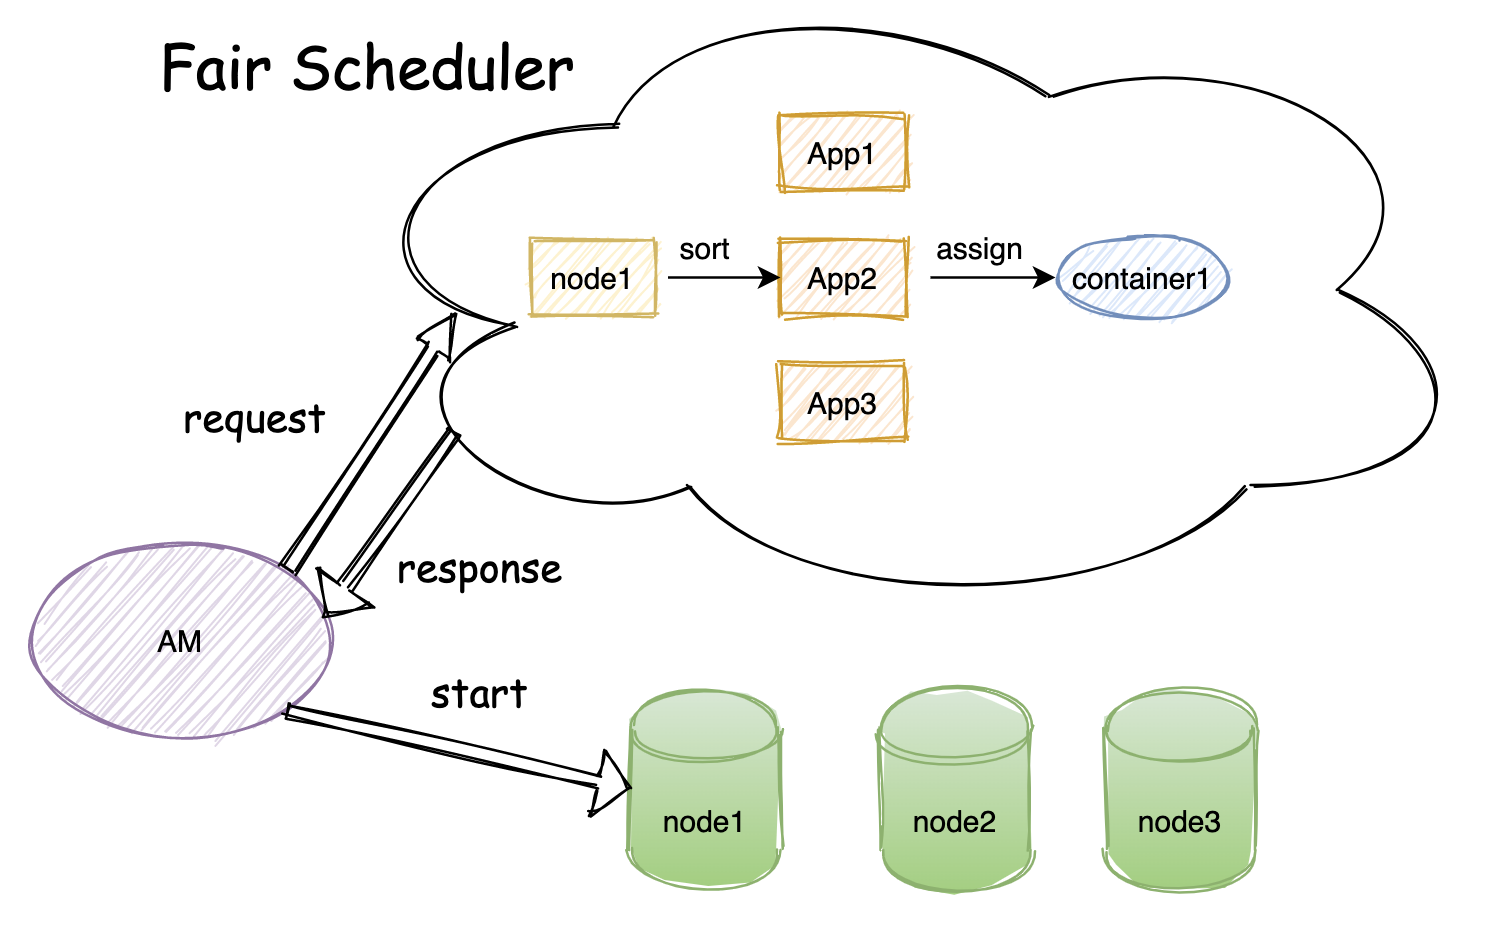 Fair Scheduler
App1
node1
sort
App2
assign
container1
App3
request
response
AM
start
node1
node2
node3